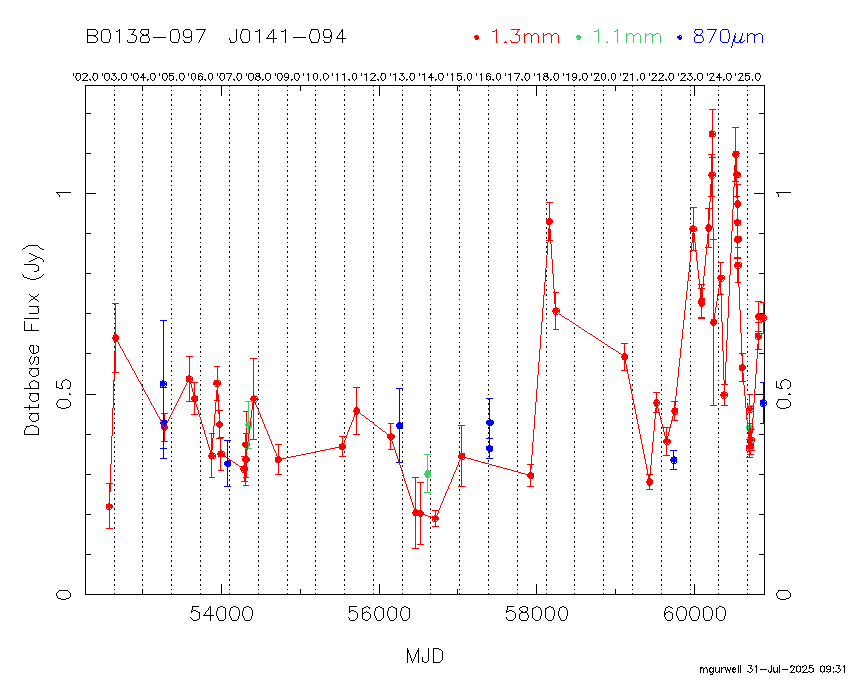 B0138-097 J0141-094 1.3mm 1.1mm 870μm
'02.0 '03.0 '04.0 '05.0 '06.0 '07.0 '08.0 '09.0 '10.0 '11.0 '12.0 '13.0 '14.0 '15.0 '16.0 '17.0 '18.0 '19.0 '20.0 '21.0 '22.0 '23.0 '24.0 '25.0
1 1
Database Flux (Jy)
0.5 0.5
0 0
54000 56000 58000 60000
MJD
mgurwell 31-Jul-2025 09:31